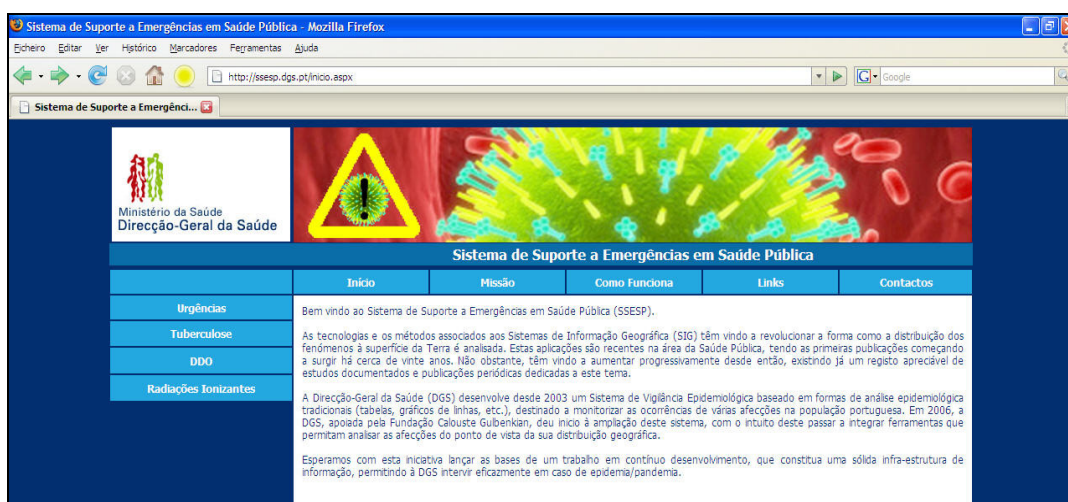 Sistema de Suporte a Emergências em Saúde Pública - Mozilla Firefox
Ficheiro Editar Ver Histórico Marcadores Ferramentas Ajuda
http://ssesp.dgs.pt/inicio.aspx
Google
Sistema de Suporte a Emergênci...
Ministério da Saúde
Direcção-Geral da Saúde
Sistema de Suporte a Emergências em Saúde Pública
Início Missão Como Funciona Links Contactos
Urgências
Tuberculose
DDO
Radiações Ionizantes
Bem vindo ao Sistema de Suporte a Emergências em Saúde Pública (SSESP).
As tecnologias e os métodos associados aos Sistemas de Informação Geográfica (SIG) têm vindo a revolucionar a forma como a distribuição dos
fenómenos à superfície da Terra é analisada. Estas aplicações são recentes na área da Saúde Pública, tendo as primeiras publicações começando
a surgir há cerca de vinte anos. Não obstante, têm vindo a aumentar progressivamente desde então, existindo já um registo apreciável de
estudos documentados e publicações periódicas dedicadas a este tema.
A Direcção-Geral da Saúde (DGS) desenvolve desde 2003 um Sistema de Vigilância Epidemiológica baseado em formas de análise epidemiológica
tradicionais (tabelas, gráficos de linhas, etc.), destinado a monitorizar as ocorrências de várias afecções na população portuguesa. Em 2006, a
DGS, apoiada pela Fundação Calouste Gulbenkian, deu inicio à ampliação deste sistema, com o intuito deste passar a integrar ferramentas que
permitam analisar as afecções do ponto de vista da sua distribuição geográfica.
Esperamos com esta iniciativa lançar as bases de um trabalho em contínuo desenvolvimento, que constitua uma sólida infra-estrutura de
informação, permitindo à DGS intervir eficazmente em caso de epidemia/pandemia.